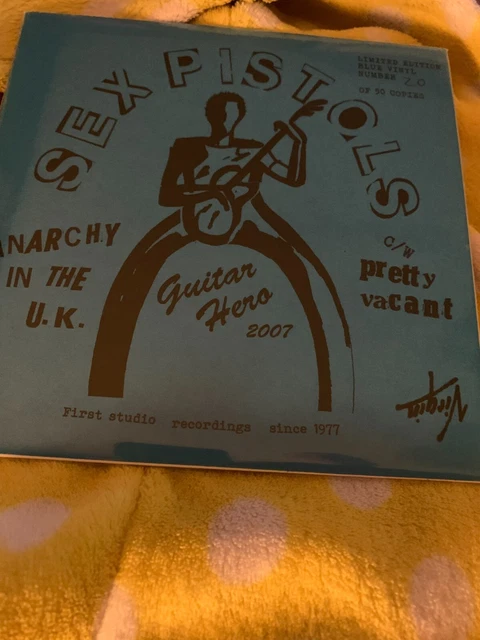 SEX PISTOLS
LIMITED EDITION
BLUE VINYL
NUMBER 20
OF 50 COPIES
ANARCHY
IN THE
U.K.
Guitar
Hero
2007
c/w
pretty
vacant
Virgin
First studio recordings since 1977